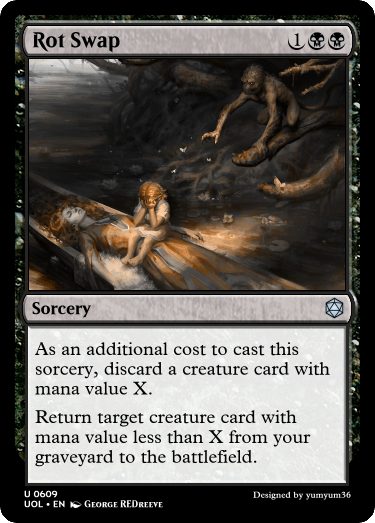 Rot Swap 1
Sorcery
As an additional cost to cast this
sorcery, discard a creature card with
mana value X.
Return target creature card with
mana value less than X from your
graveyard to the battlefield.
U 0609
UOL • EN George REDreeve
Designed by yumyum36